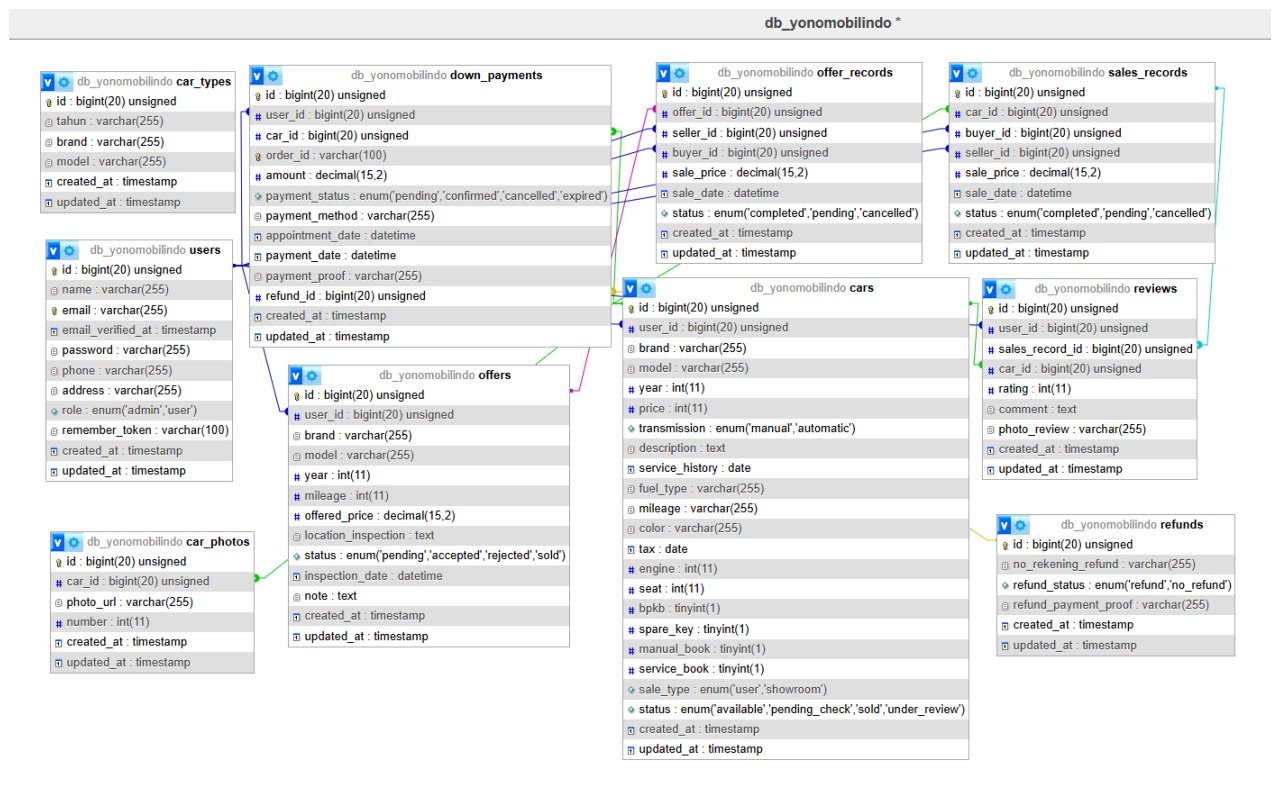 db_yonomobilindo *
db_yonomobilindo car_types
id : bigint(20) unsigned
tahun : varchar(255)
brand : varchar(255)
model : varchar(255)
created_at : timestamp
updated_at : timestamp
db_yonomobilindo down_payments
id : bigint(20) unsigned
user_id : bigint(20) unsigned
car_id : bigint(20) unsigned
order_id : varchar(100)
amount : decimal(15,2)
payment_status : enum('pending','confirmed','cancelled','expired')
payment_method : varchar(255)
appointment_date : datetime
payment_date : datetime
payment_proof : varchar(255)
refund_id : bigint(20) unsigned
created_at : timestamp
updated_at : timestamp
db_yonomobilindo offer_records
id : bigint(20) unsigned
offer_id : bigint(20) unsigned
seller_id : bigint(20) unsigned
buyer_id : bigint(20) unsigned
sale_price : decimal(15,2)
sale_date : datetime
status : enum('completed','pending','cancelled')
created_at : timestamp
updated_at : timestamp
db_yonomobilindo sales_records
id : bigint(20) unsigned
car_id : bigint(20) unsigned
buyer_id : bigint(20) unsigned
seller_id : bigint(20) unsigned
sale_price : decimal(15,2)
sale_date : datetime
status : enum('completed','pending','cancelled')
created_at : timestamp
updated_at : timestamp
db_yonomobilindo users
id : bigint(20) unsigned
name : varchar(255)
email : varchar(255)
email_verified_at : timestamp
password : varchar(255)
phone : varchar(255)
address : varchar(255)
role : enum('admin','user')
remember_token : varchar(100)
created_at : timestamp
updated_at : timestamp
db_yonomobilindo offers
id : bigint(20) unsigned
user_id : bigint(20) unsigned
brand : varchar(255)
model : varchar(255)
year : int(11)
mileage : int(11)
offered_price : decimal(15,2)
location_inspection : text
status : enum('pending','accepted','rejected','sold')
inspection_date : datetime
note : text
created_at : timestamp
updated_at : timestamp
db_yonomobilindo cars
id : bigint(20) unsigned
user_id : bigint(20) unsigned
brand : varchar(255)
model : varchar(255)
year : int(11)
price : int(11)
transmission : enum('manual','automatic')
description : text
service_history : date
fuel_type : varchar(255)
mileage : varchar(255)
color : varchar(255)
tax : date
engine : int(11)
seat : int(11)
bpkb : tinyint(1)
spare_key : tinyint(1)
manual_book : tinyint(1)
service_book : tinyint(1)
sale_type : enum('user','showroom')
status : enum('available','pending_check','sold','under_review')
created_at : timestamp
updated_at : timestamp
db_yonomobilindo reviews
id : bigint(20) unsigned
user_id : bigint(20) unsigned
sales_record_id : bigint(20) unsigned
car_id : bigint(20) unsigned
rating : int(11)
comment : text
photo_review : varchar(255)
created_at : timestamp
updated_at : timestamp
db_yonomobilindo car_photos
id : bigint(20) unsigned
car_id : bigint(20) unsigned
photo_url : varchar(255)
number : int(11)
created_at : timestamp
updated_at : timestamp
db_yonomobilindo refunds
id : bigint(20) unsigned
no_rekening_refund : varchar(255)
refund_status : enum('refund','no_refund')
refund_payment_proof : varchar(255)
created_at : timestamp
updated_at : timestamp